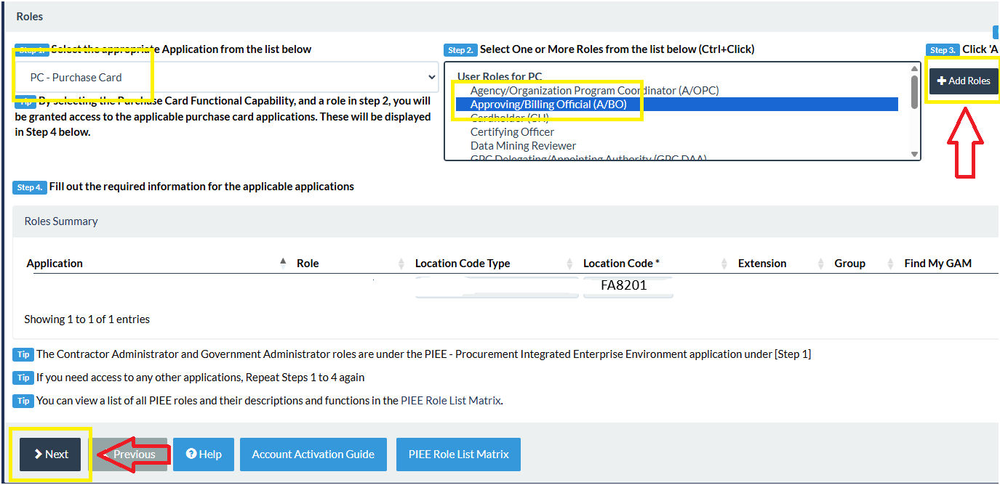 Roles
Step 1. Select the appropriate Application from the list below
PC - Purchase Card
Tip By selecting the Purchase Card Functional Capability, and a role in step 2, you will
be granted access to the applicable purchase card applications. These will be displayed
in Step 4 below.
Step 2. Select One or More Roles from the list below (Ctrl+Click)
User Roles for PC
Agency/Organization Program Coordinator (A/OPC)
Approving/Billing Official (A/BO)
Cardholder (CH)
Certifying Officer
Data Mining Reviewer
GPC Delegating/Appointing Authority (GPC DAA)
Step 3. Click 'A
Add Roles
Step 4. Fill out the required information for the applicable applications
Roles Summary
Application Role Location Code Type Location Code * Extension Group Find My GAM
FA8201
Showing 1 to 1 of 1 entries
Tip The Contractor Administrator and Government Administrator roles are under the PIEE - Procurement Integrated Enterprise Environment application under [Step 1]
Tip If you need access to any other applications, Repeat Steps 1 to 4 again
Tip You can view a list of all PIEE roles and their descriptions and functions in the PIEE Role List Matrix.
Next Previous Help Account Activation Guide PIEE Role List Matrix